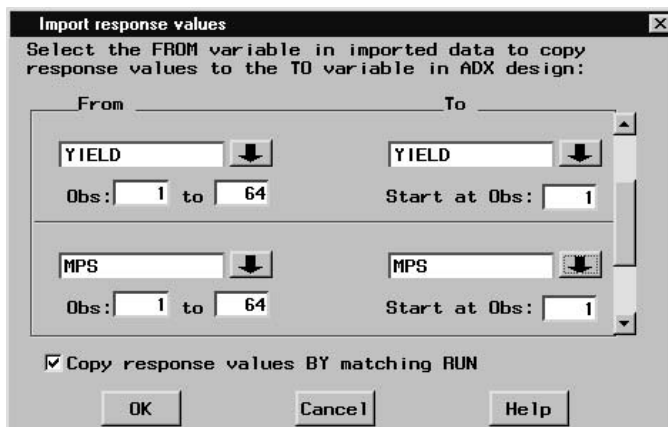 Import response values
Select the FROM variable in imported data to copy
response values to the TO variable in ADX design:
From To
YIELD YIELD
Obs: 1 to 64 Start at Obs: 1
MPS MPS
Obs: 1 to 64 Start at Obs: 1
Copy response values BY matching RUN
OK Cancel Help